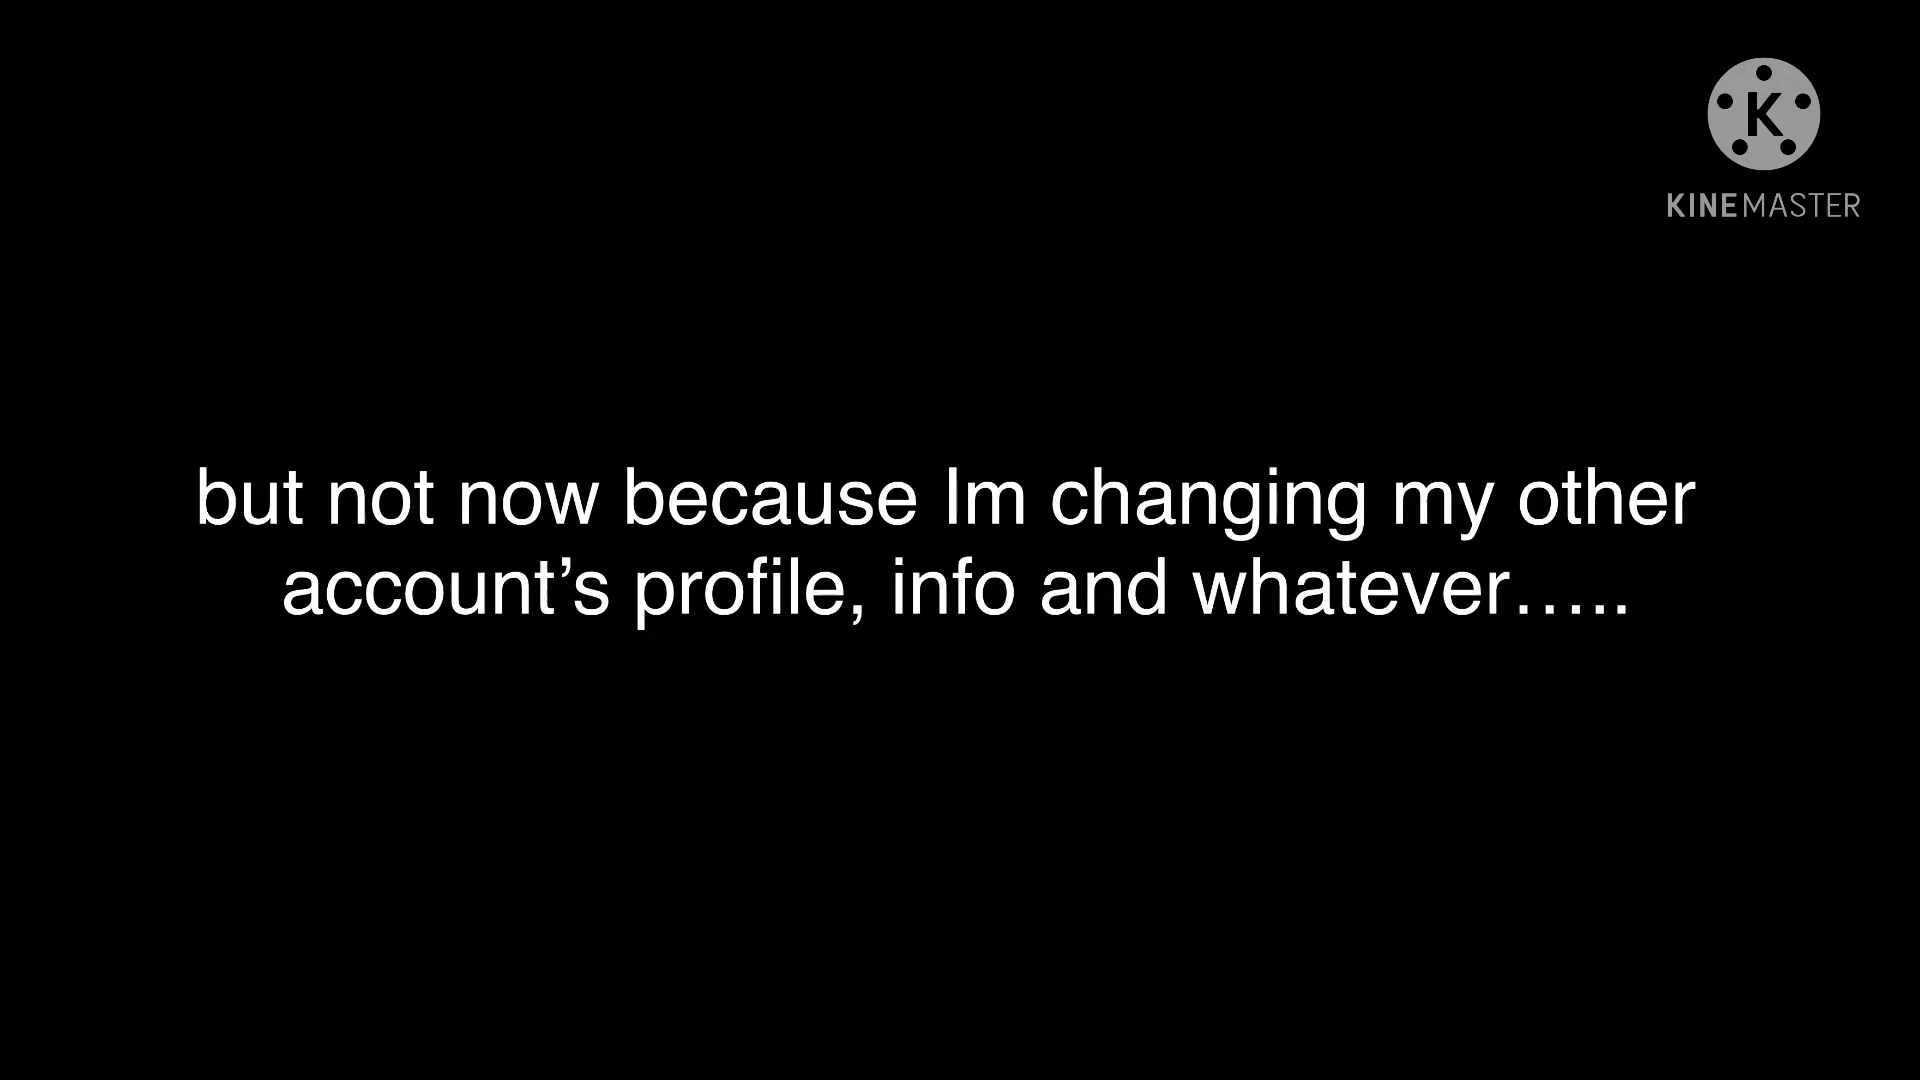 K
KINEMASTER
but not now because Im changing my other
account’s profile, info and whatever…..